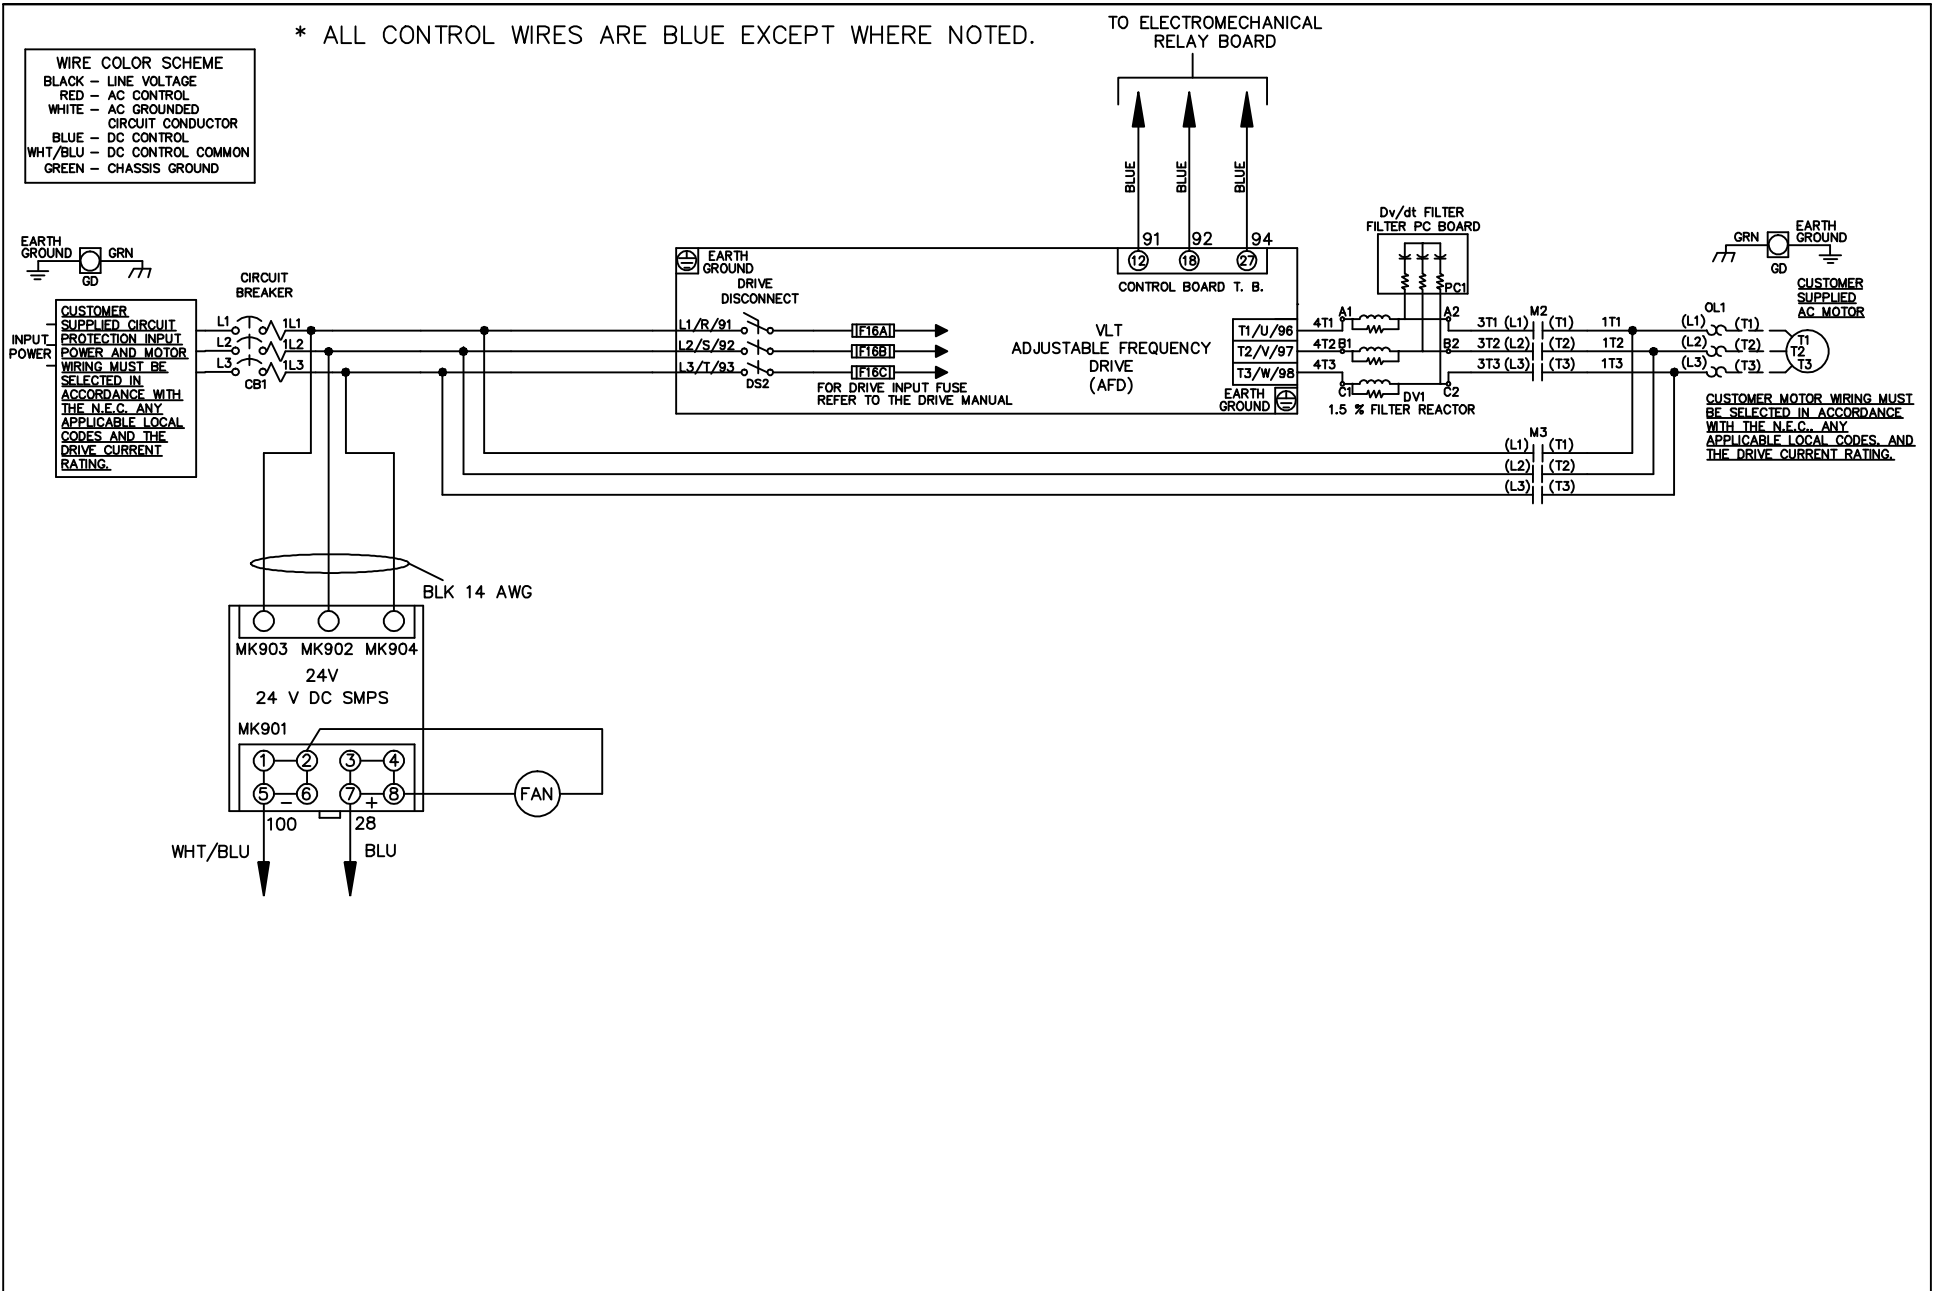 * ALL CONTROL WIRES ARE BLUE EXCEPT WHERE NOTED.
TO ELECTROMECHANICAL
RELAY BOARD
WIRE COLOR SCHEME
BLACK – LINE VOLTAGE
RED – AC CONTROL
WHITE – AC GROUNDED
CIRCUIT CONDUCTOR
BLUE – DC CONTROL
WHT/BLU – DC CONTROL COMMON
GREEN – CHASSIS GROUND
BLUE
BLUE
BLUE
91
92
94
12
18
27
CONTROL BOARD T. B.
EARTH
GROUND
GRN
GD
CIRCUIT
BREAKER
INPUT
POWER
CUSTOMER
SUPPLIED CIRCUIT
PROTECTION INPUT
POWER AND MOTOR
WIRING MUST BE
SELECTED IN
ACCORDANCE WITH
THE N.E.C. ANY
APPLICABLE LOCAL
CODES AND THE
DRIVE CURRENT
RATING.
L1
L2
L3
CB1
1L1
1L2
1L3
EARTH
GROUND
DRIVE
DISCONNECT
L1/R/91
L2/S/92
L3/T/93
DS2
F16A
F16B
F16C
FOR DRIVE INPUT FUSE
REFER TO THE DRIVE MANUAL
VLT
ADJUSTABLE FREQUENCY
DRIVE
(AFD)
T1/U/96
T2/V/97
T3/W/98
EARTH
GROUND
4T1
4T2
4T3
Dv/dt FILTER
FILTER PC BOARD
PC1
A1
A2
B1
B2
C1
C2
DV1
1.5 % FILTER REACTOR
M2
3T1 (L1) (T1) 1T1
3T2 (L2) (T2) 1T2
3T3 (L3) (T3) 1T3
M3
(L1) (T1)
(L2) (T2)
(L3) (T3)
OL1
(L1) (T1)
(L2) (T2)
(L3) (T3)
GRN
GD
EARTH
GROUND
CUSTOMER
SUPPLIED
AC MOTOR
T1
T2
T3
CUSTOMER MOTOR WIRING MUST
BE SELECTED IN ACCORDANCE
WITH THE N.E.C.. ANY
APPLICABLE LOCAL CODES. AND
THE DRIVE CURRENT RATING.
BLK 14 AWG
MK903 MK902 MK904
24V
24 V DC SMPS
MK901
1 2 3 4
5 – 6 7 + 8
FAN
100
28
WHT/BLU
BLU